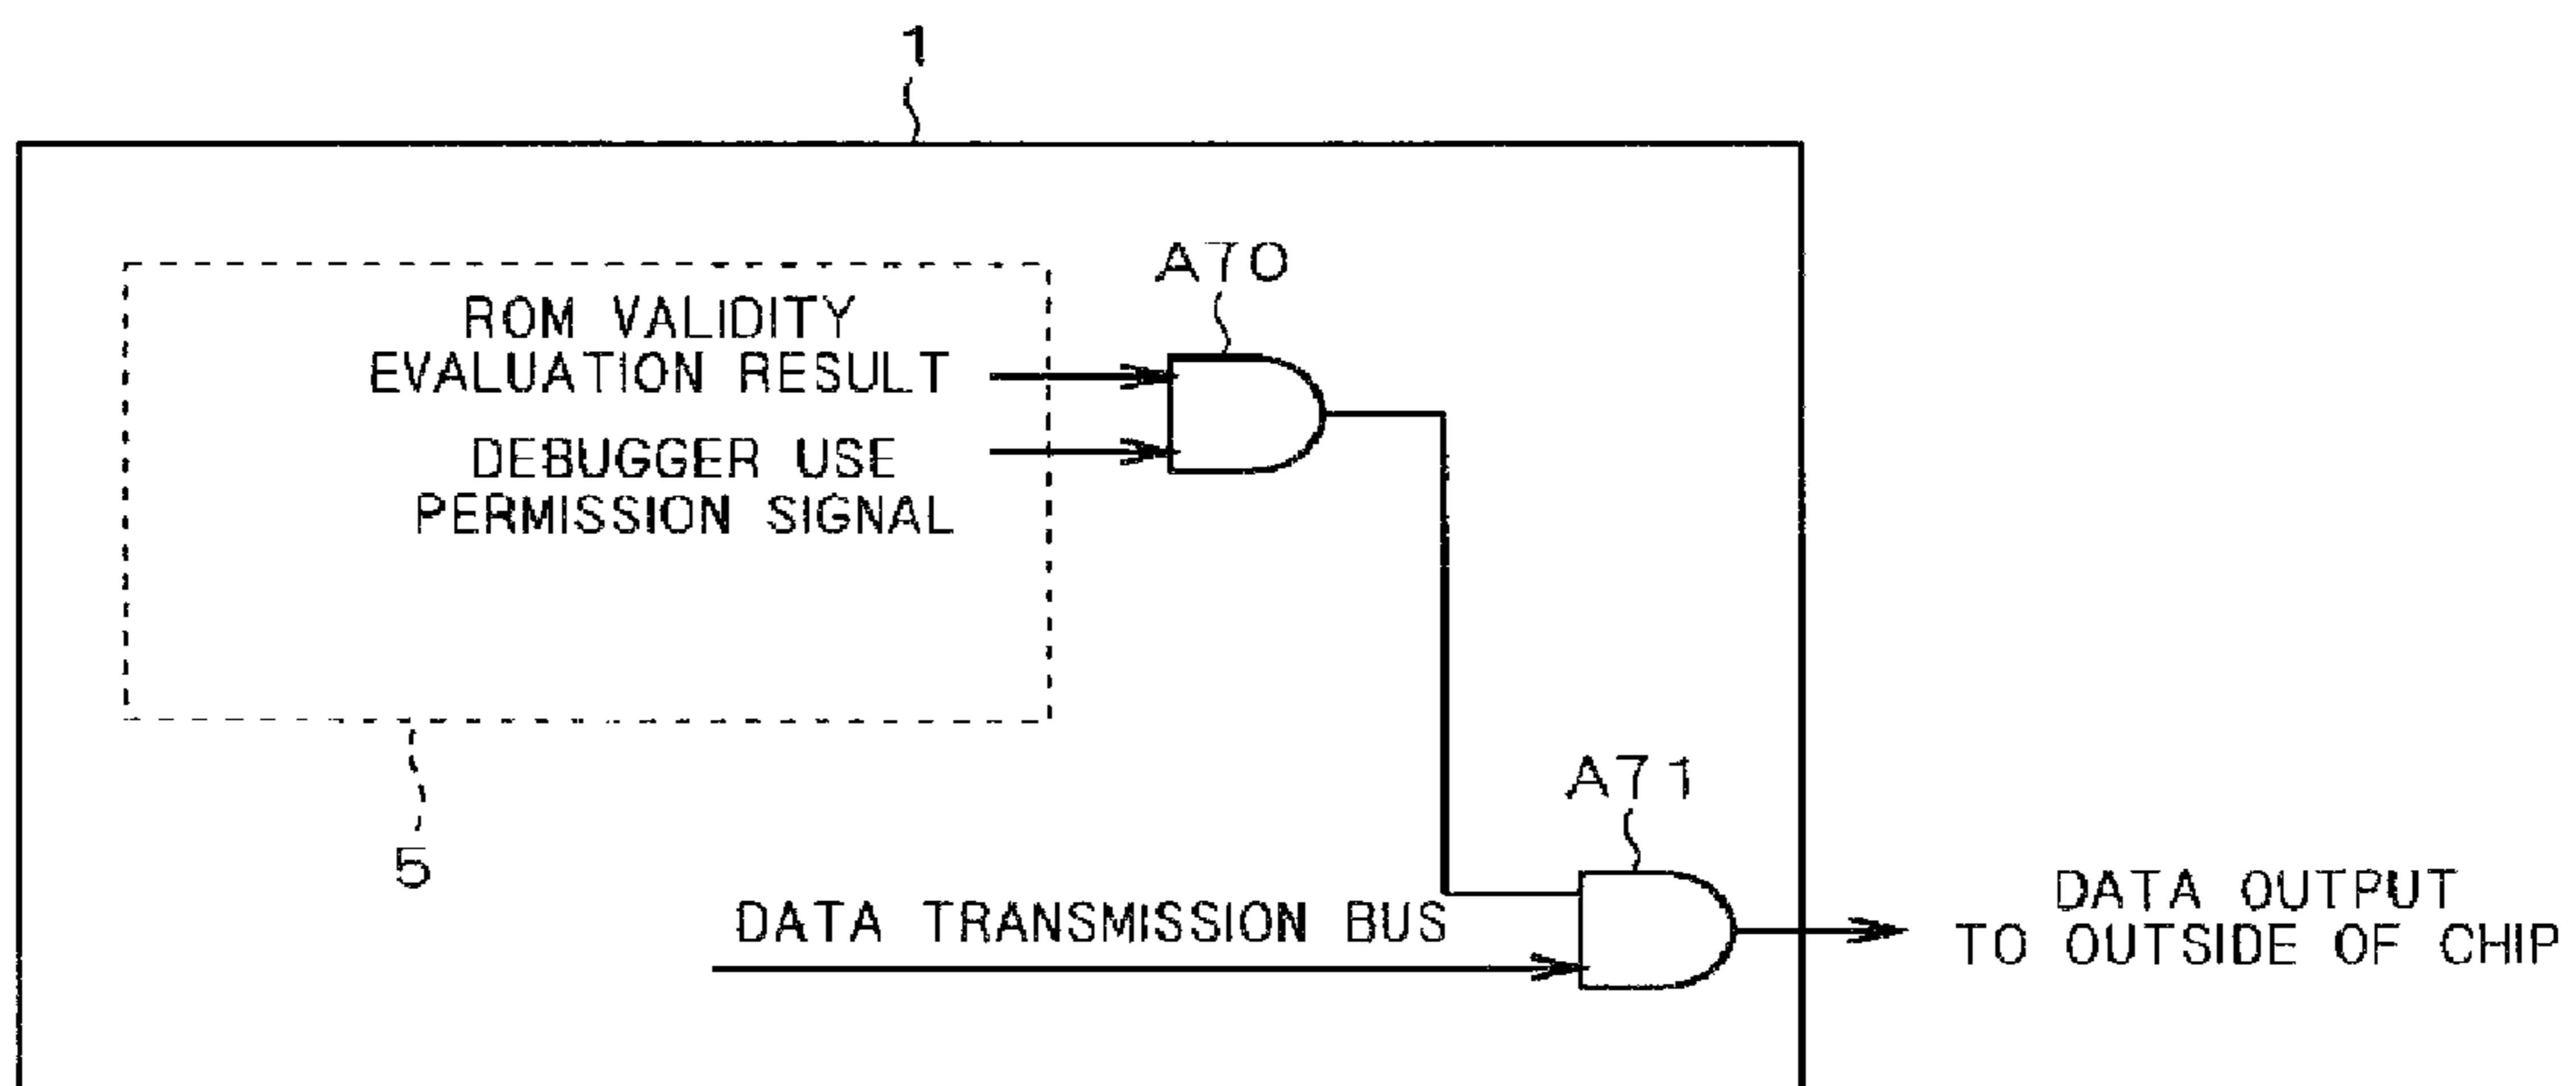 1
A70
ROM VALIDITY
EVALUATION RESULT
DEBUGGER USE
PERMISSION SIGNAL
5
A71
DATA TRANSMISSION BUS
DATA OUTPUT
TO OUTSIDE OF CHIP